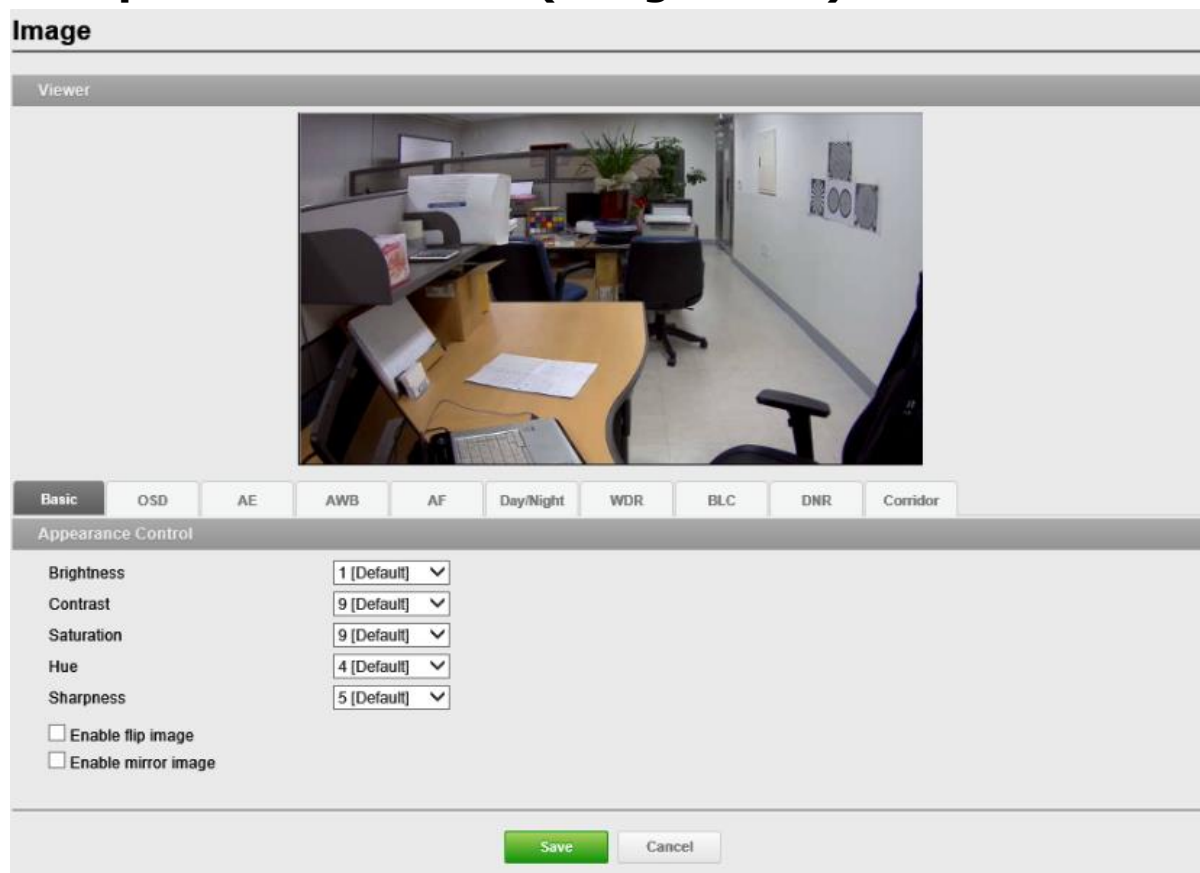 Image
Viewer
Basic OSD AE AWB AF Day/Night WDR BLC DNR Corridor
Appearance Control
Brightness 1 [Default]
Contrast 9 [Default]
Saturation 9 [Default]
Hue 4 [Default]
Sharpness 5 [Default]
Enable flip image
Enable mirror image
Save Cancel